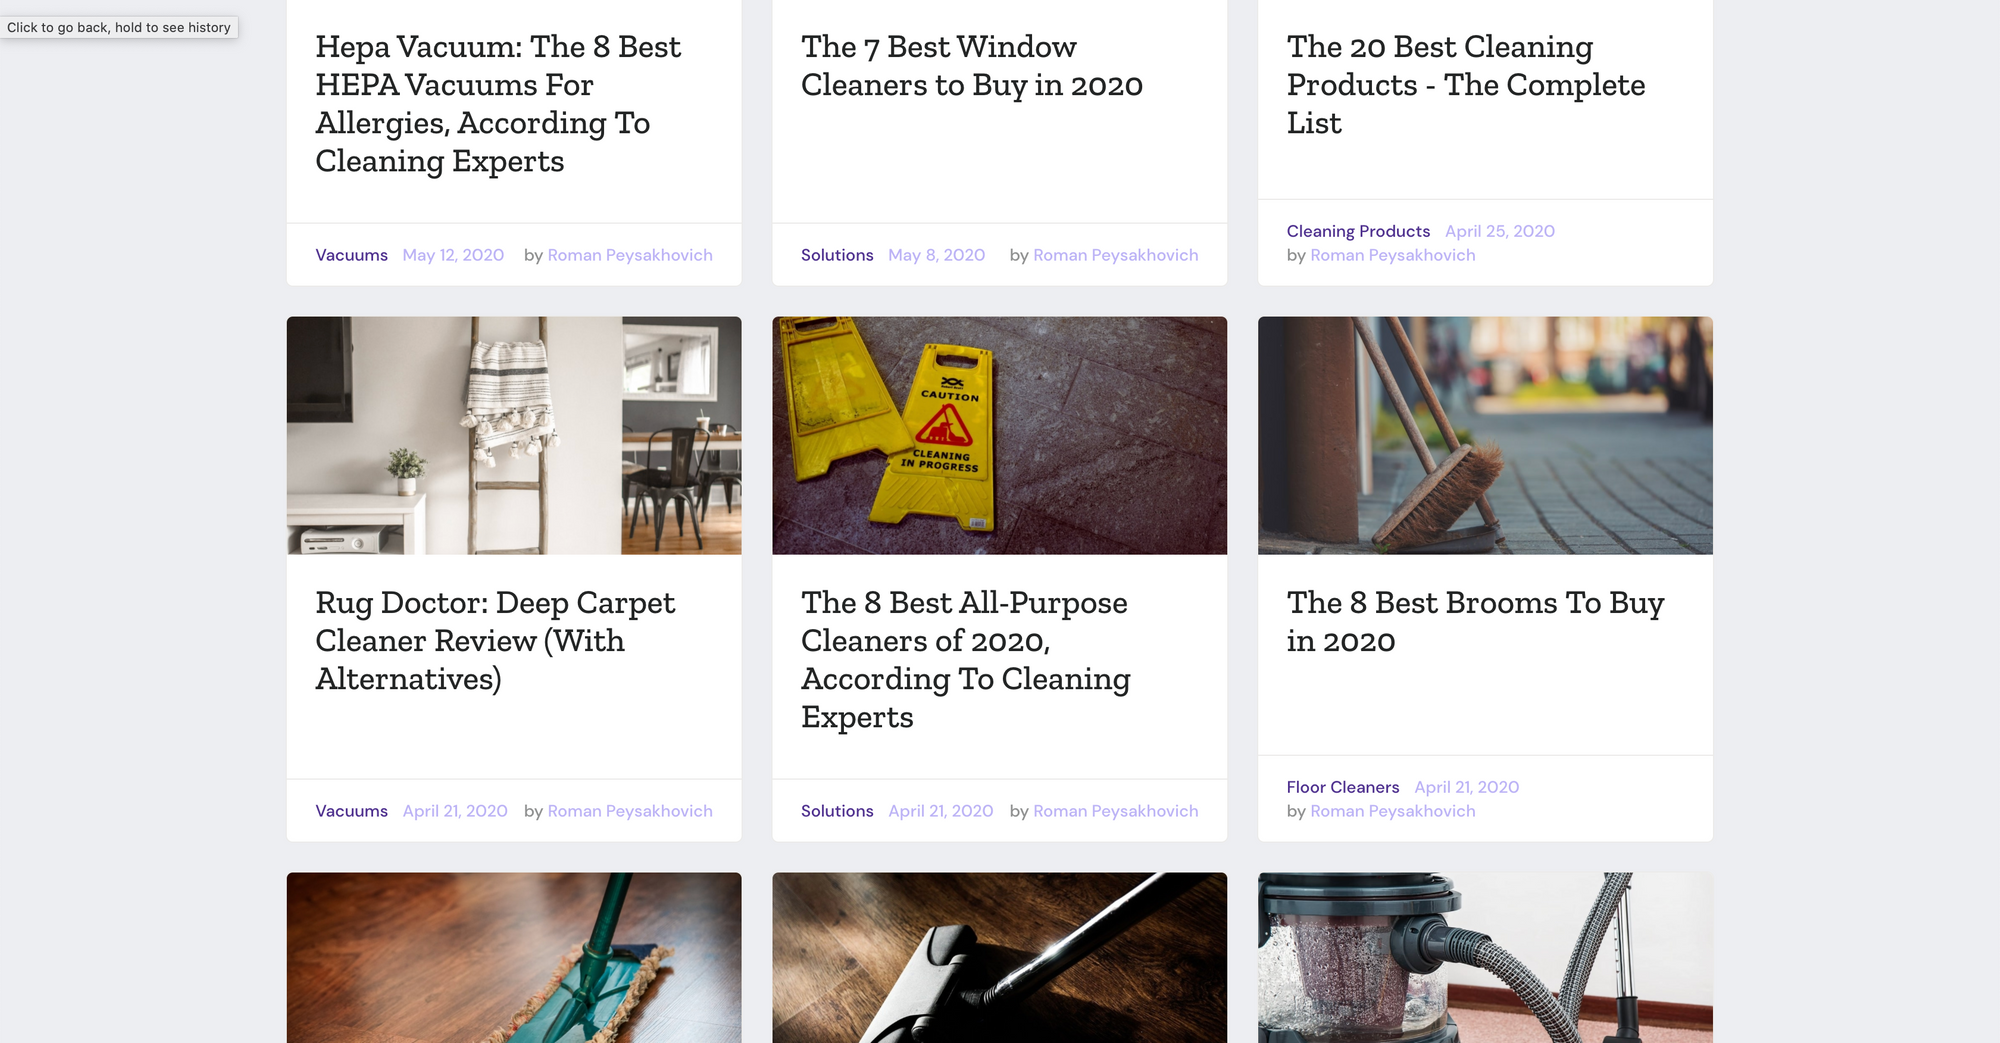 Click to go back, hold to see history
Hepa Vacuum: The 8 Best
HEPA Vacuums For
Allergies, According To
Cleaning Experts
Vacuums May 12, 2020 by Roman Peysakhovich
The 7 Best Window
Cleaners to Buy in 2020
Solutions May 8, 2020 by Roman Peysakhovich
The 20 Best Cleaning
Products - The Complete
List
Cleaning Products April 25, 2020
by Roman Peysakhovich
Rug Doctor: Deep Carpet
Cleaner Review (With
Alternatives)
Vacuums April 21, 2020 by Roman Peysakhovich
CAUTION
CLEANING
IN PROGRESS
The 8 Best All-Purpose
Cleaners of 2020,
According To Cleaning
Experts
Solutions April 21, 2020 by Roman Peysakhovich
The 8 Best Brooms To Buy
in 2020
Floor Cleaners April 21, 2020
by Roman Peysakhovich